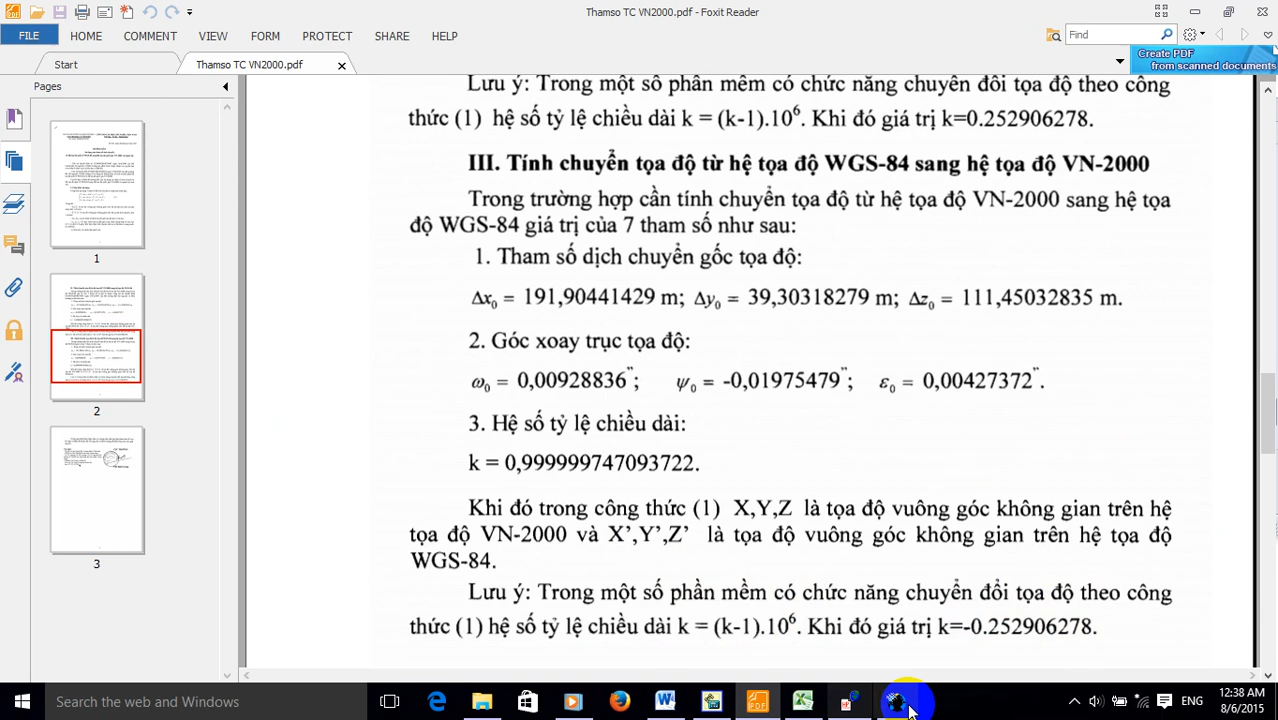 Thamso TC VN2000.pdf - Foxit Reader
FILE HOME COMMENT VIEW FORM PROTECT SHARE HELP
Find
Start Thamso TC VN2000.pdf
Create PDF
from scanned documents
Pages
1
2
3
Lưu ý: Trong một số phần mềm có chức năng chuyển đổi tọa độ theo công
thức (1) hệ số tỷ lệ chiều dài k = (k-1).10⁶. Khi đó giá trị k=0.252906278.
III. Tính chuyển tọa độ từ hệ tọa độ WGS-84 sang hệ tọa độ VN-2000
Trong trường hợp cần tính chuyển tọa độ từ hệ tọa độ VN-2000 sang hệ tọa
độ WGS-84 giá trị của 7 tham số như sau:
1. Tham số dịch chuyển gốc tọa độ:
Δx₀ = 191,90441429 m; Δy₀ = 39,30318279 m; Δz₀ = 111,45032835 m.
2. Góc xoay trục tọa độ:
ω₀ = 0,00928836"; ψ₀ = -0,01975479"; ε₀ = 0,00427372".
3. Hệ số tỷ lệ chiều dài:
k = 0,999999747093722.
Khi đó trong công thức (1) X,Y,Z là tọa độ vuông góc không gian trên hệ
tọa độ VN-2000 và X’,Y’,Z’ là tọa độ vuông góc không gian trên hệ tọa độ
WGS-84.
Lưu ý: Trong một số phần mềm có chức năng chuyển đổi tọa độ theo công
thức (1) hệ số tỷ lệ chiều dài k = (k-1).10⁶. Khi đó giá trị k=-0.252906278.
Search the web and Windows
ENG
12:38 AM
8/6/2015